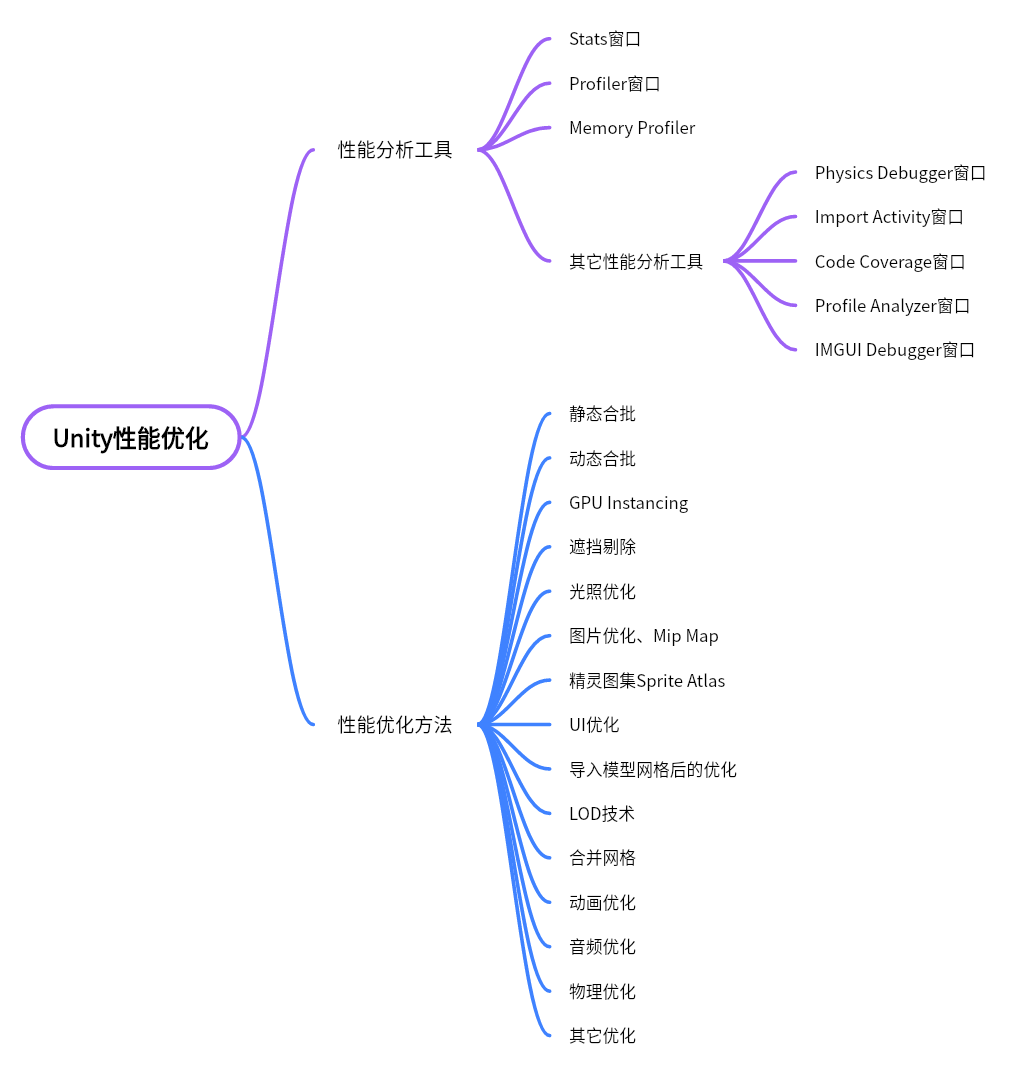 Unity性能优化
性能分析工具
Stats窗口
Profiler窗口
Memory Profiler
其它性能分析工具
Physics Debugger窗口
Import Activity窗口
Code Coverage窗口
Profile Analyzer窗口
IMGUI Debugger窗口
性能优化方法
静态合批
动态合批
GPU Instancing
遮挡剔除
光照优化
图片优化、Mip Map
精灵图集Sprite Atlas
UI优化
导入模型网格后的优化
LOD技术
合并网格
动画优化
音频优化
物理优化
其它优化